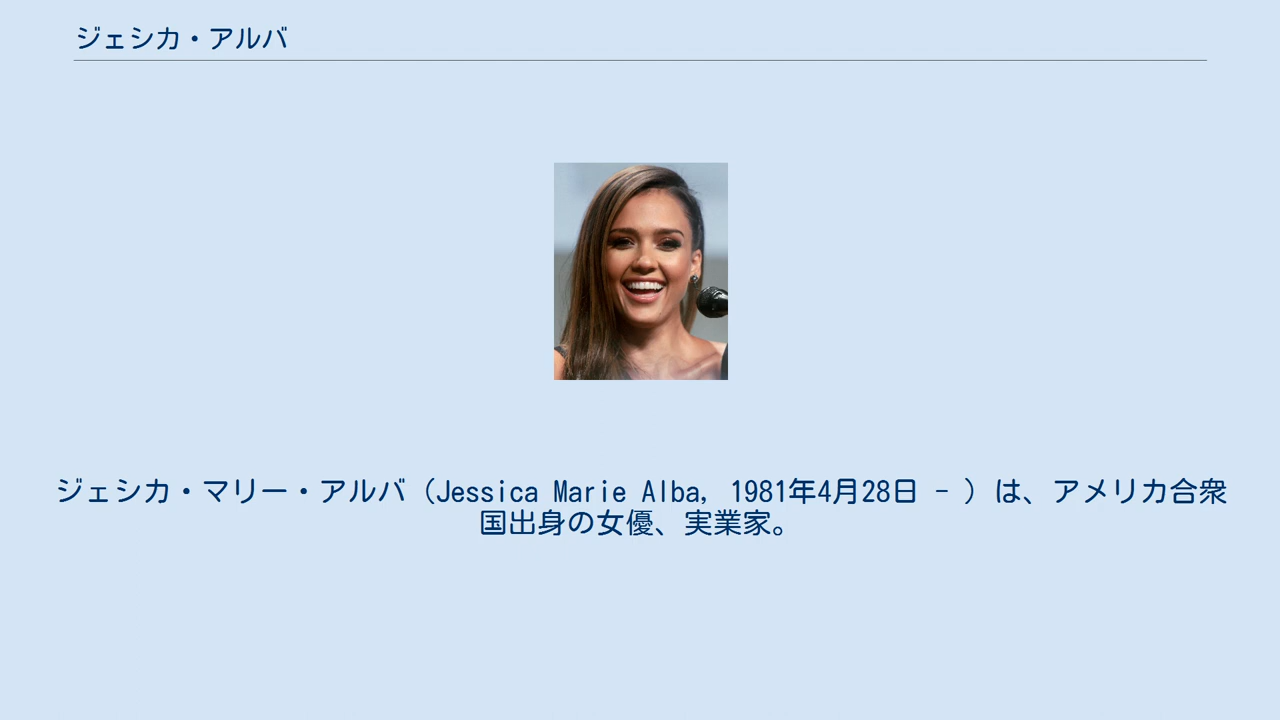 ジェシカ・アルバ
ジェシカ・マリー・アルバ（Jessica Marie Alba, 1981年4月28日 - ）は、アメリカ合衆
国出身の女優、実業家。